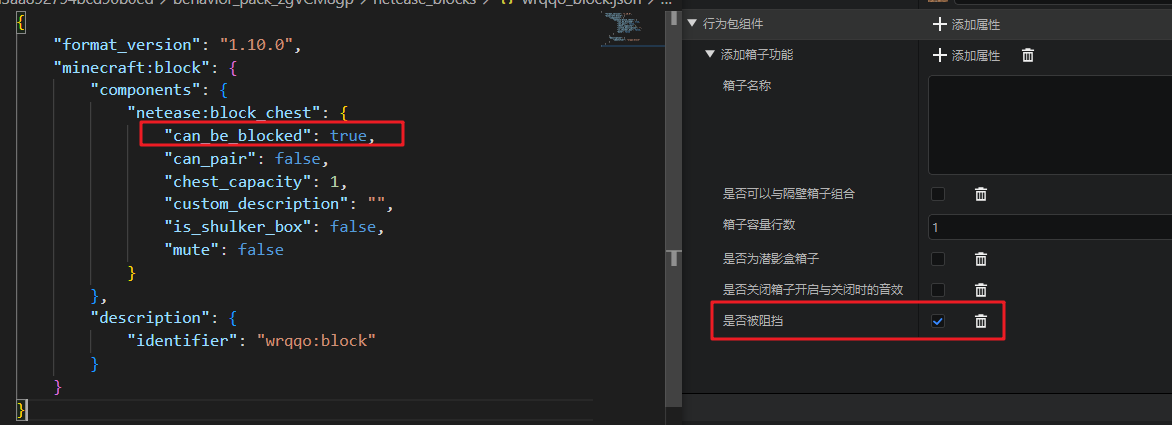 behavior_pack_zgVCMogp > netease_blocks > {} wrqqo_block.json > ...
{
"format_version": "1.10.0",
"minecraft:block": {
"components": {
"netease:block_chest": {
"can_be_blocked": true,
"can_pair": false,
"chest_capacity": 1,
"custom_description": "",
"is_shulker_box": false,
"mute": false
}
},
"description": {
"identifier": "wrqqo:block"
}
}
}
行为包组件 添加属性
添加箱子功能 添加属性
箱子名称
是否可以与隔壁箱子组合
箱子容量行数 1
是否为潜影盒箱子
是否关闭箱子开启与关闭时的音效
是否被阻挡